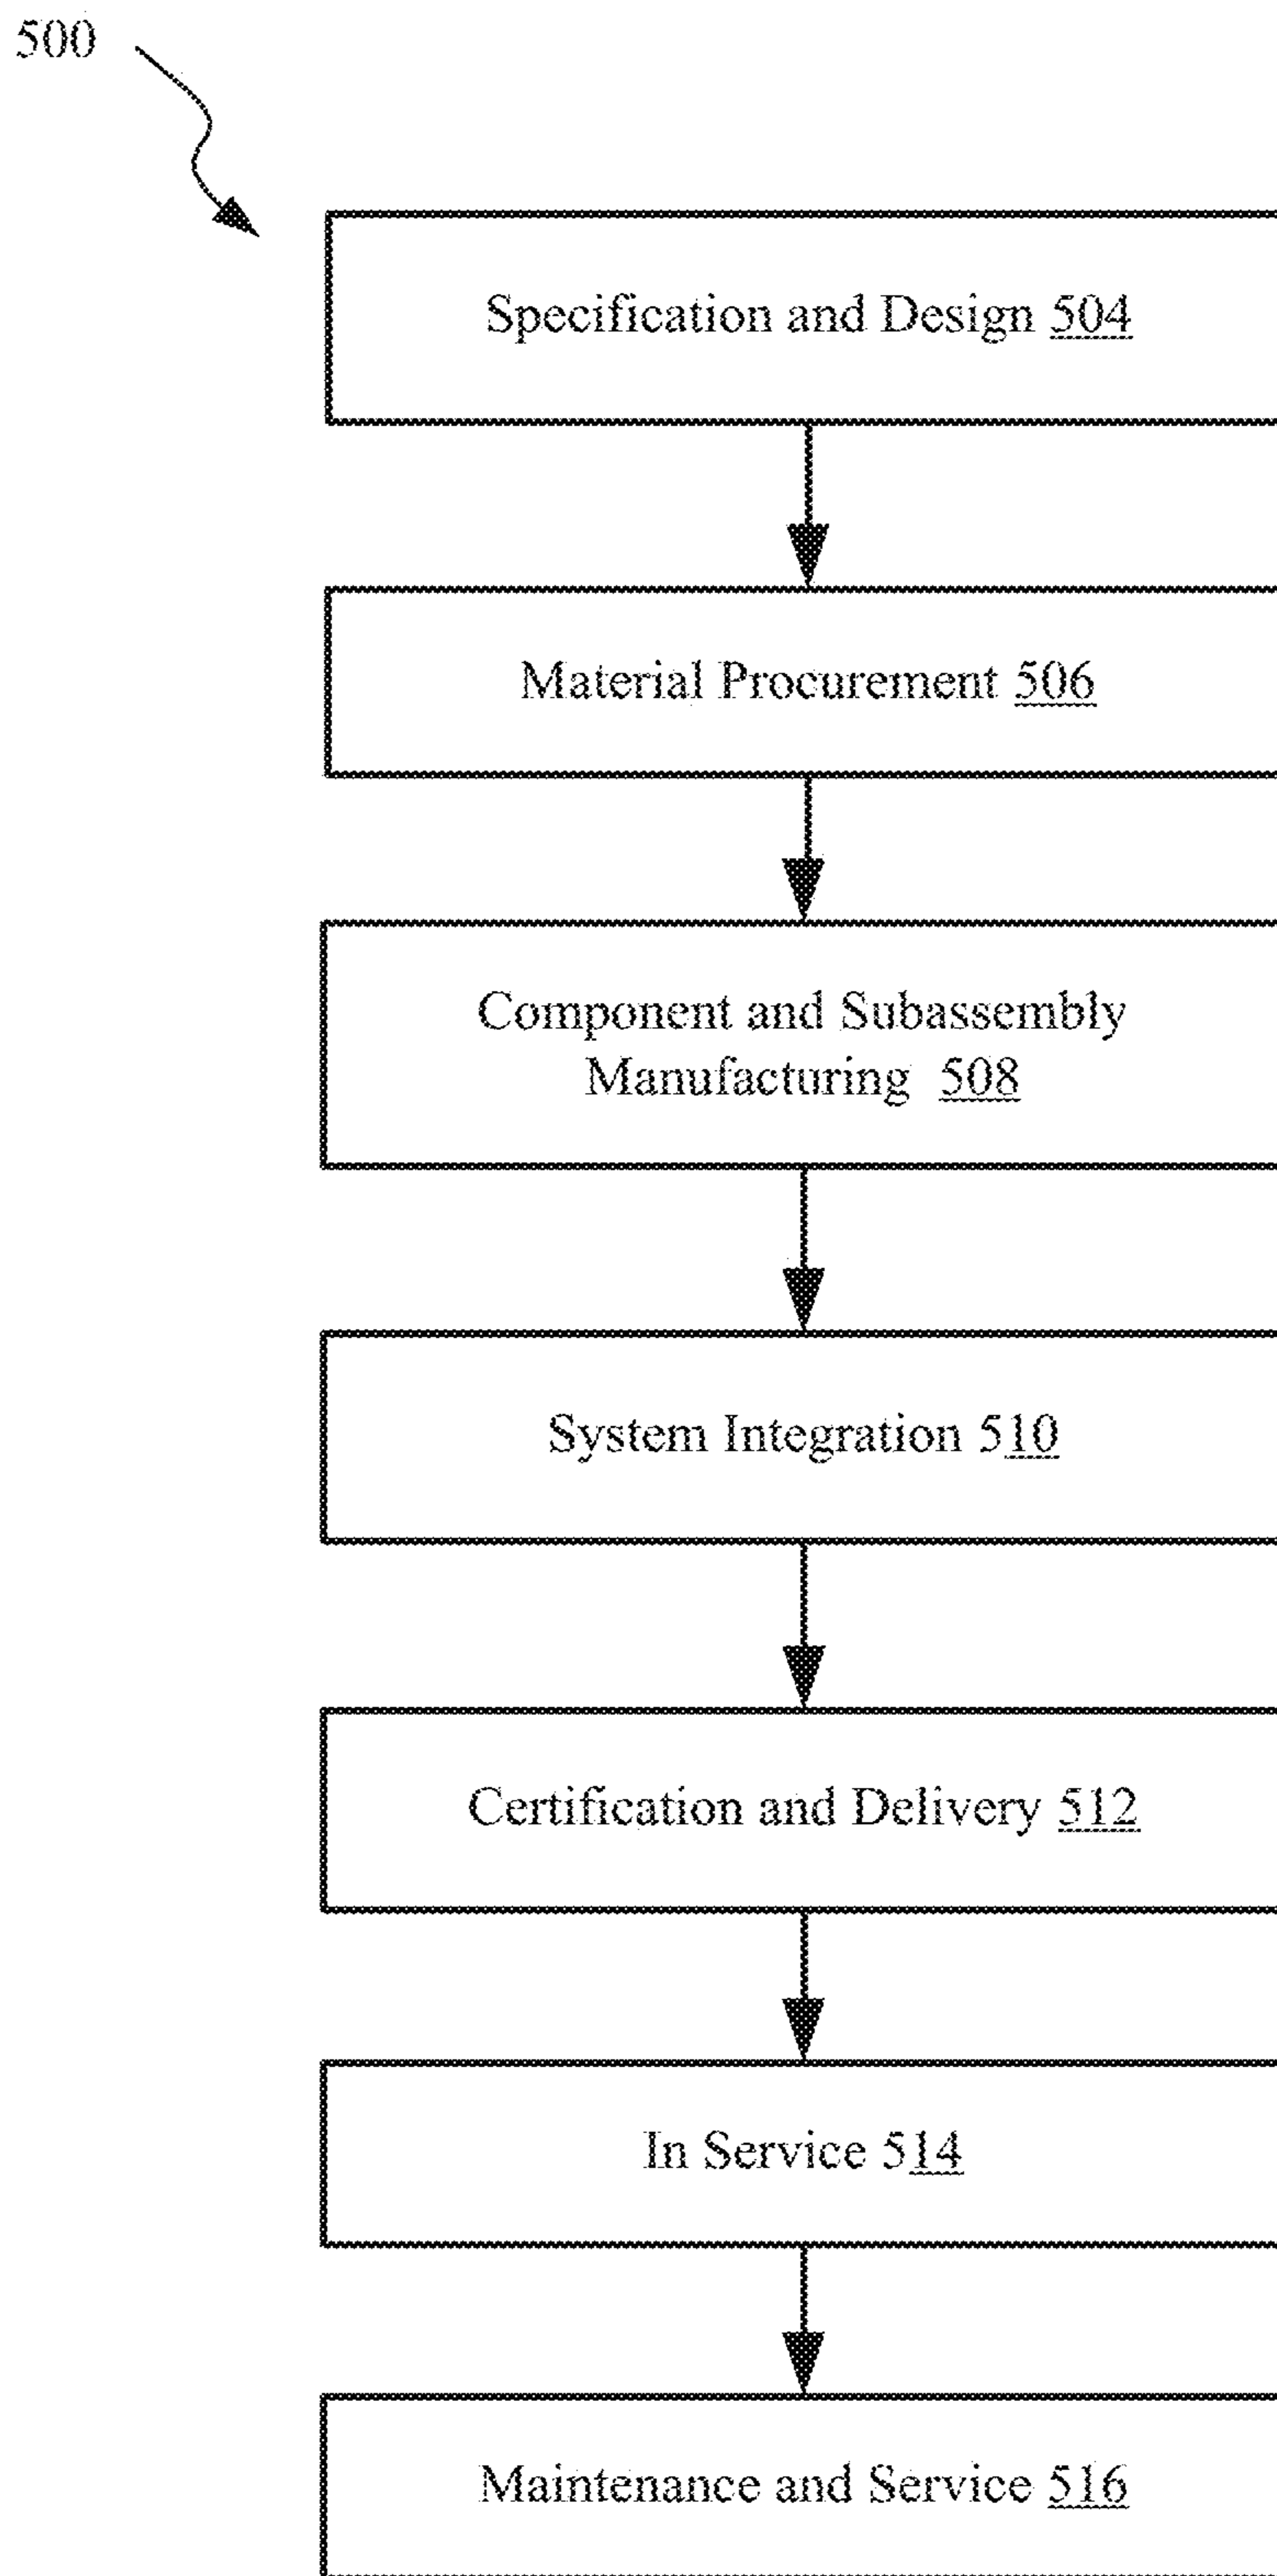 500
Specification and Design 504
Material Procurement 506
Component and Subassembly
Manufacturing 508
System Integration 510
Certification and Delivery 512
In Service 514
Maintenance and Service 516